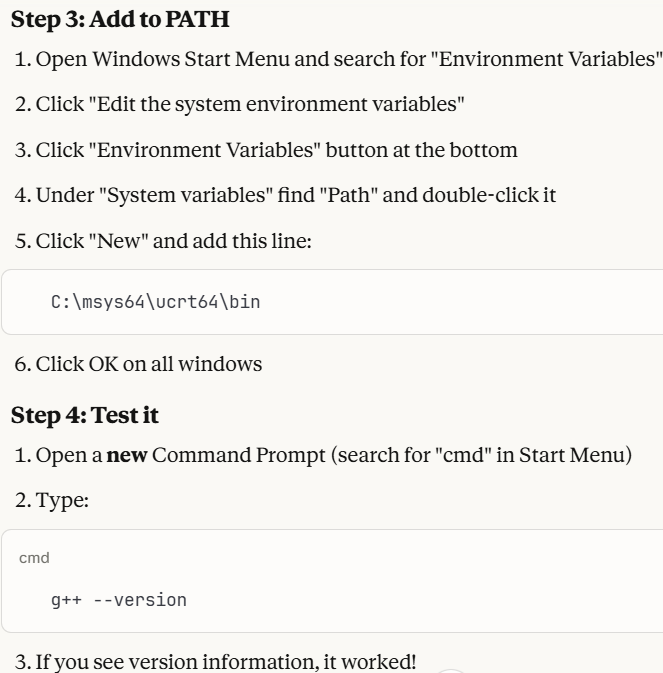 Step 3: Add to PATH
1. Open Windows Start Menu and search for "Environment Variables"
2. Click "Edit the system environment variables"
3. Click "Environment Variables" button at the bottom
4. Under "System variables" find "Path" and double-click it
5. Click "New" and add this line:
C:\msys64\ucrt64\bin
6. Click OK on all windows
Step 4: Test it
1. Open a new Command Prompt (search for "cmd" in Start Menu)
2. Type:
cmd
g++ --version
3. If you see version information, it worked!